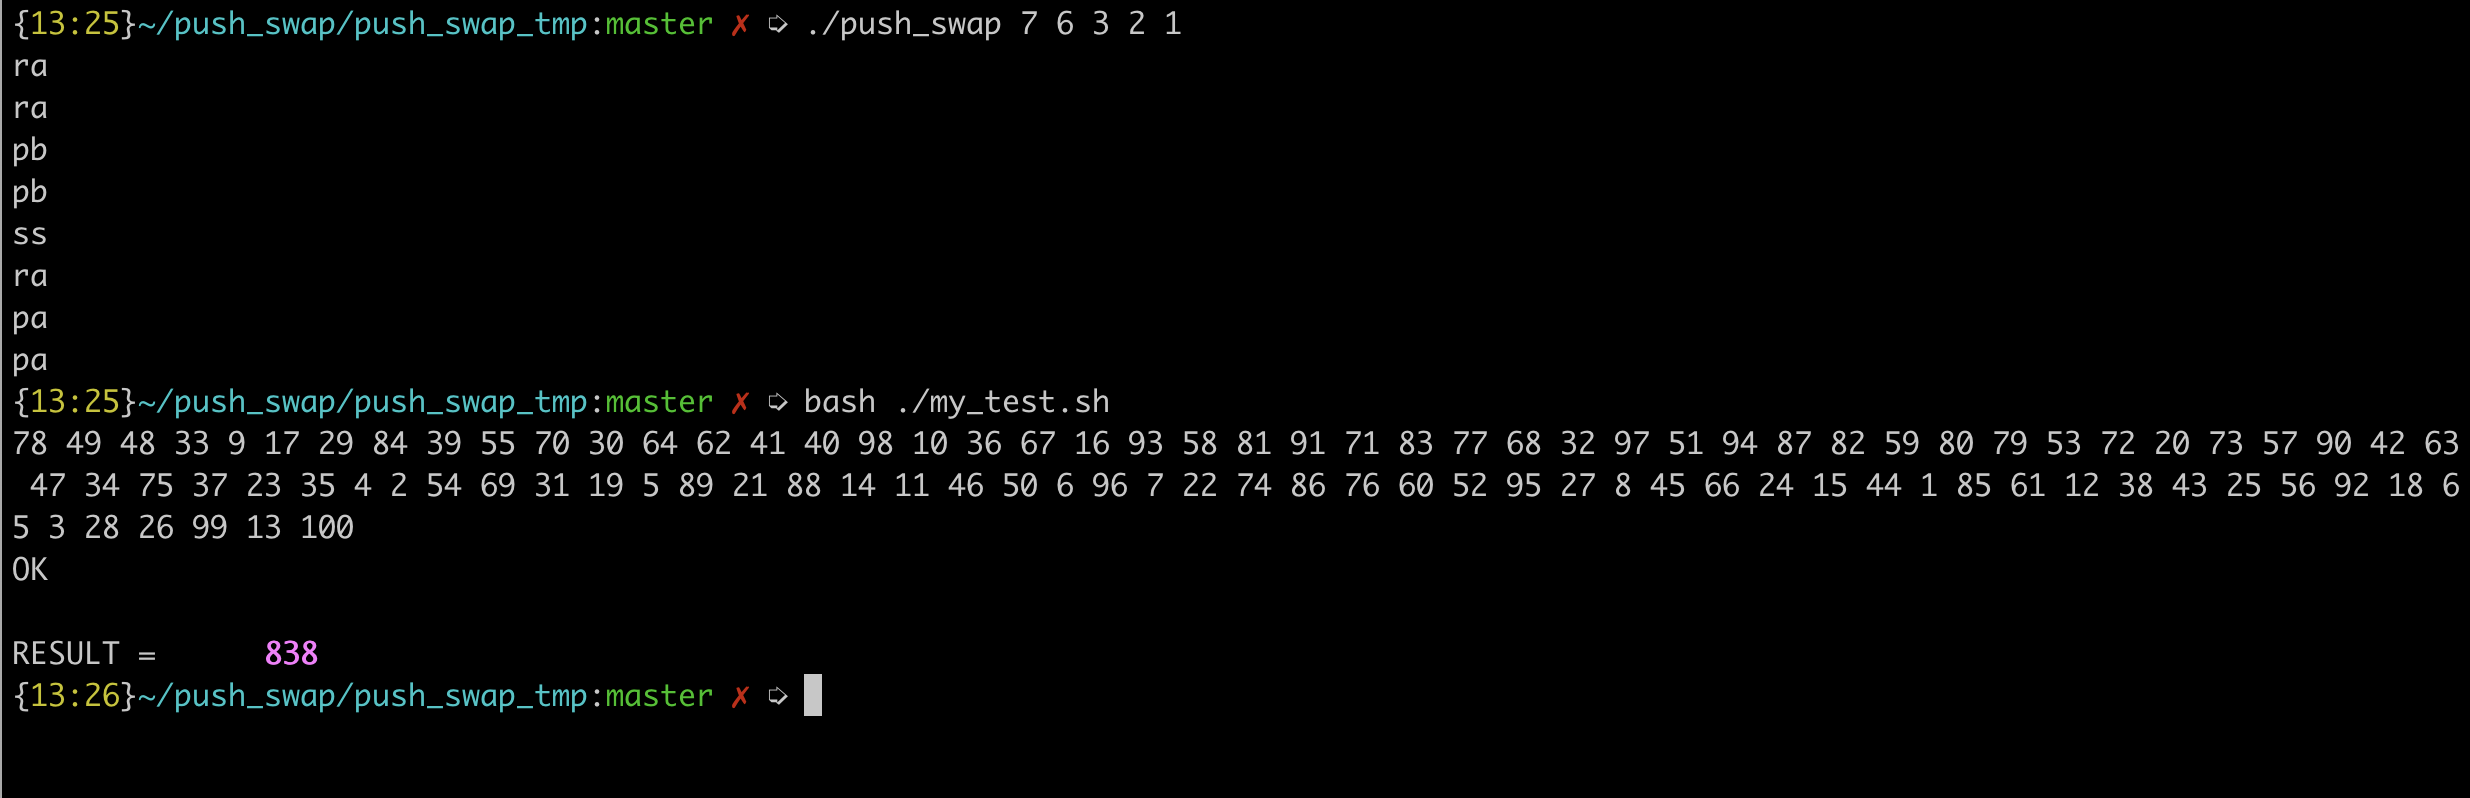 {13:25}~/push_swap/push_swap_tmp:master ✗ ➩ ./push_swap 7 6 3 2 1
ra
ra
pb
pb
ss
ra
pa
pa
{13:25}~/push_swap/push_swap_tmp:master ✗ ➩ bash ./my_test.sh
78 49 48 33 9 17 29 84 39 55 70 30 64 62 41 40 98 10 36 67 16 93 58 81 91 71 83 77 68 32 97 51 94 87 82 59 80 79 53 72 20 73 57 90 42 63
 47 34 75 37 23 35 4 2 54 69 31 19 5 89 21 88 14 11 46 50 6 96 7 22 74 86 76 60 52 95 27 8 45 66 24 15 44 1 85 61 12 38 43 25 56 92 18 6
5 3 28 26 99 13 100
OK
RESULT =      838
{13:26}~/push_swap/push_swap_tmp:master ✗ ➩